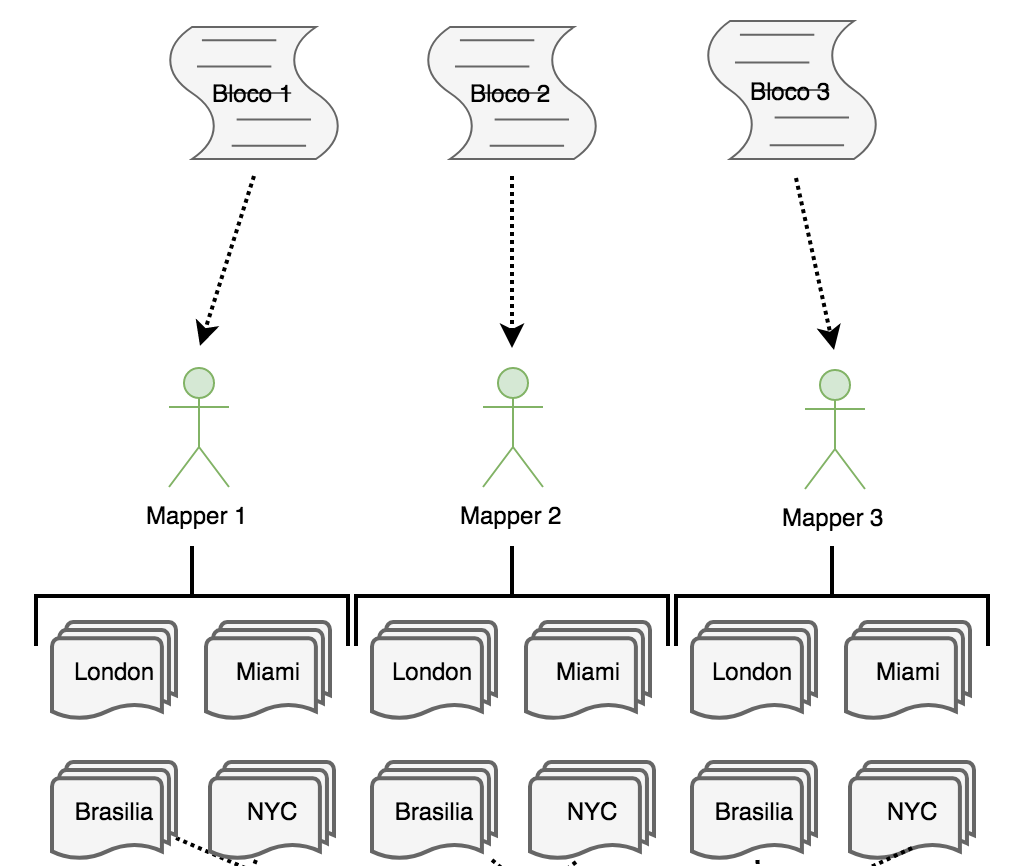 Bloco 1
Bloco 2
Bloco 3
Mapper 1
Mapper 2
Mapper 3
London
Miami
London
Miami
London
Miami
Brasilia
NYC
Brasilia
NYC
Brasilia
NYC